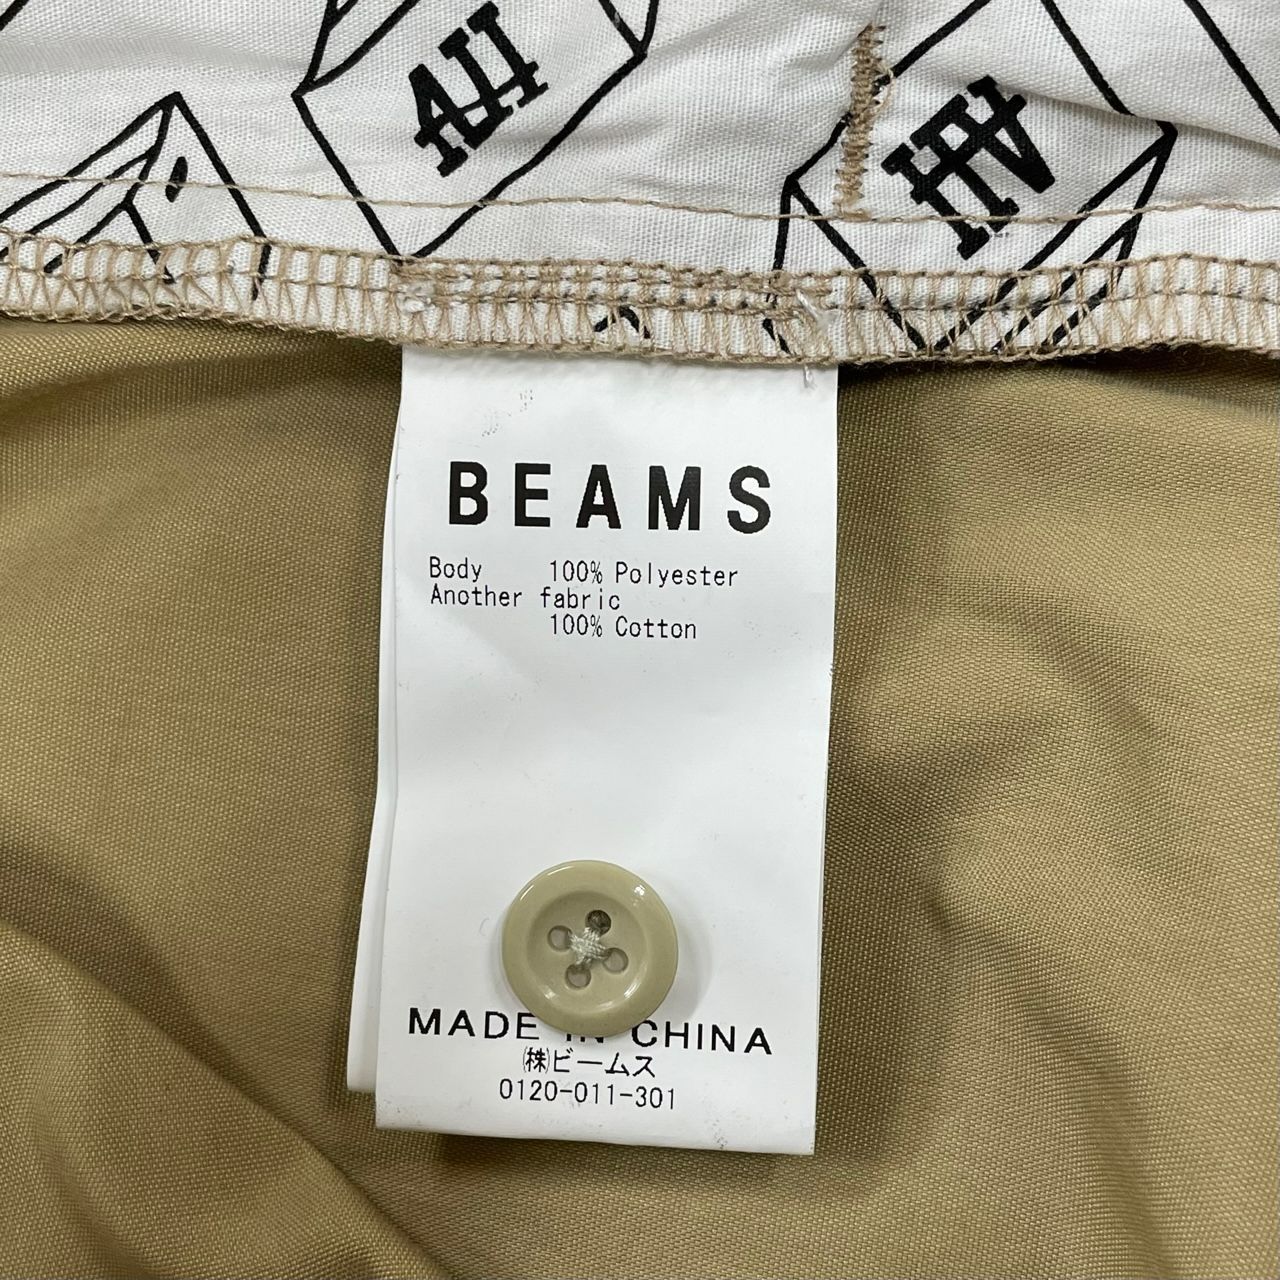 BEAMS
Body 100% Polyester
Another fabric
100% Cotton
MADE IN CHINA
㈱ビームス
0120-011-301